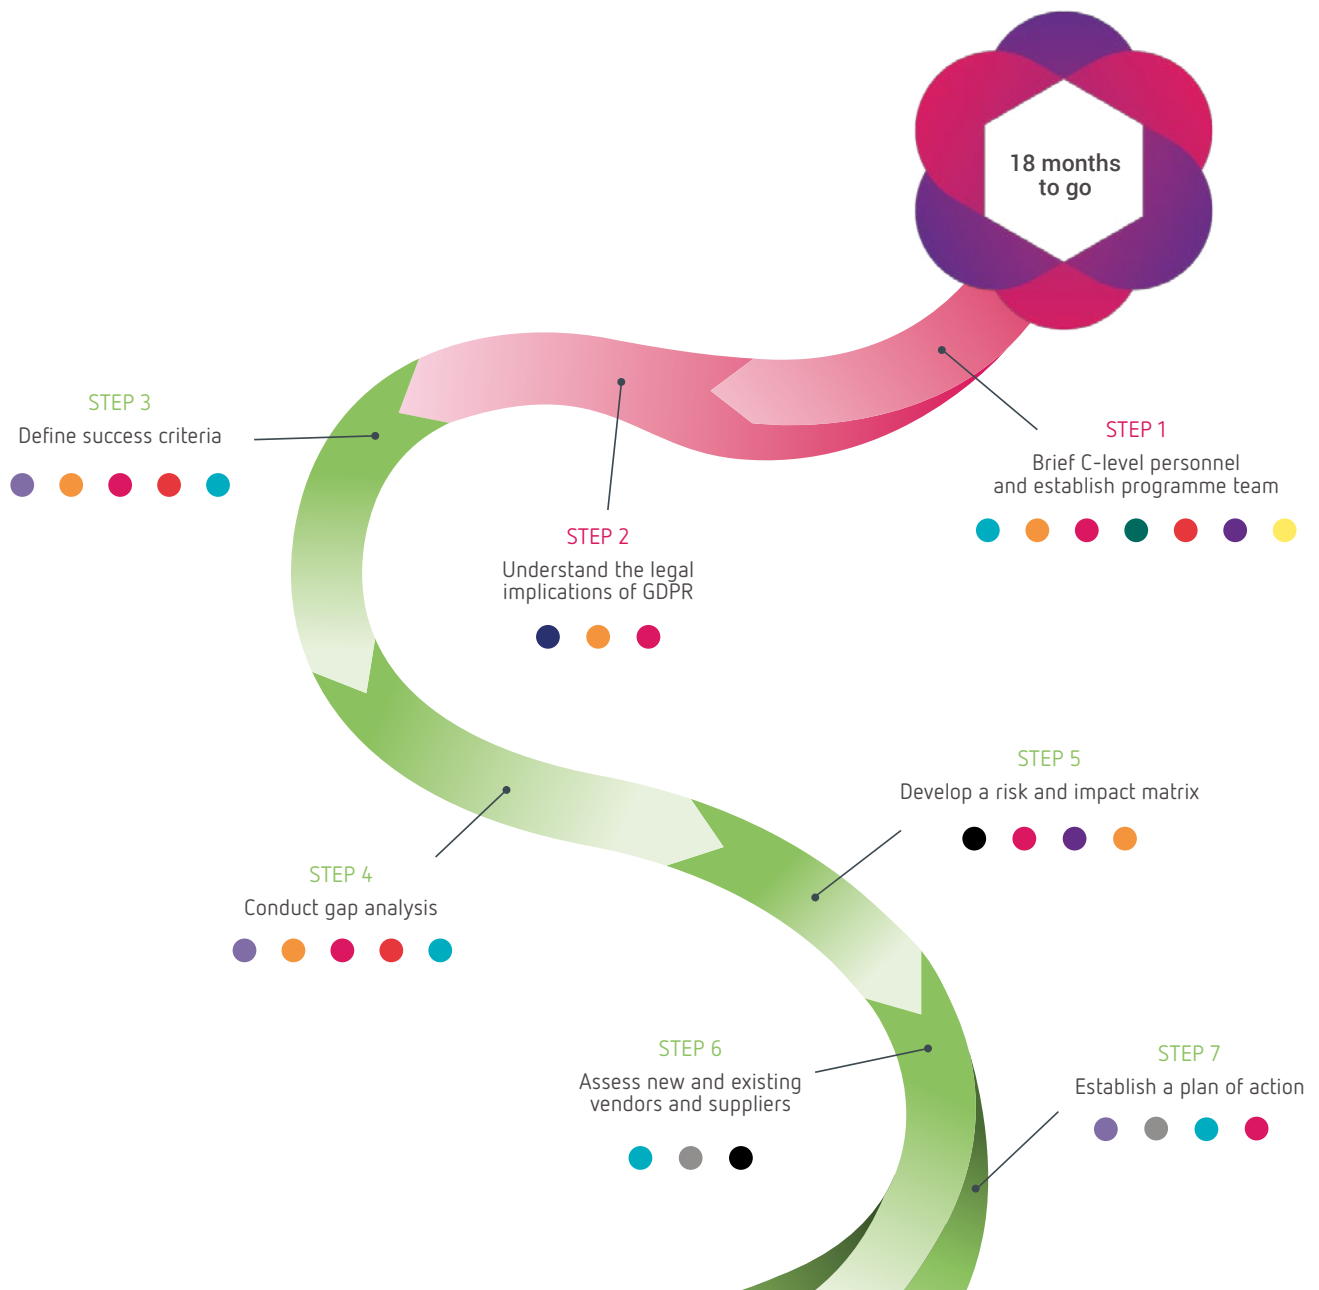 18 months
to go
STEP 1
Brief C-level personnel
and establish programme team
STEP 2
Understand the legal
implications of GDPR
STEP 3
Define success criteria
STEP 4
Conduct gap analysis
STEP 5
Develop a risk and impact matrix
STEP 6
Assess new and existing
vendors and suppliers
STEP 7
Establish a plan of action